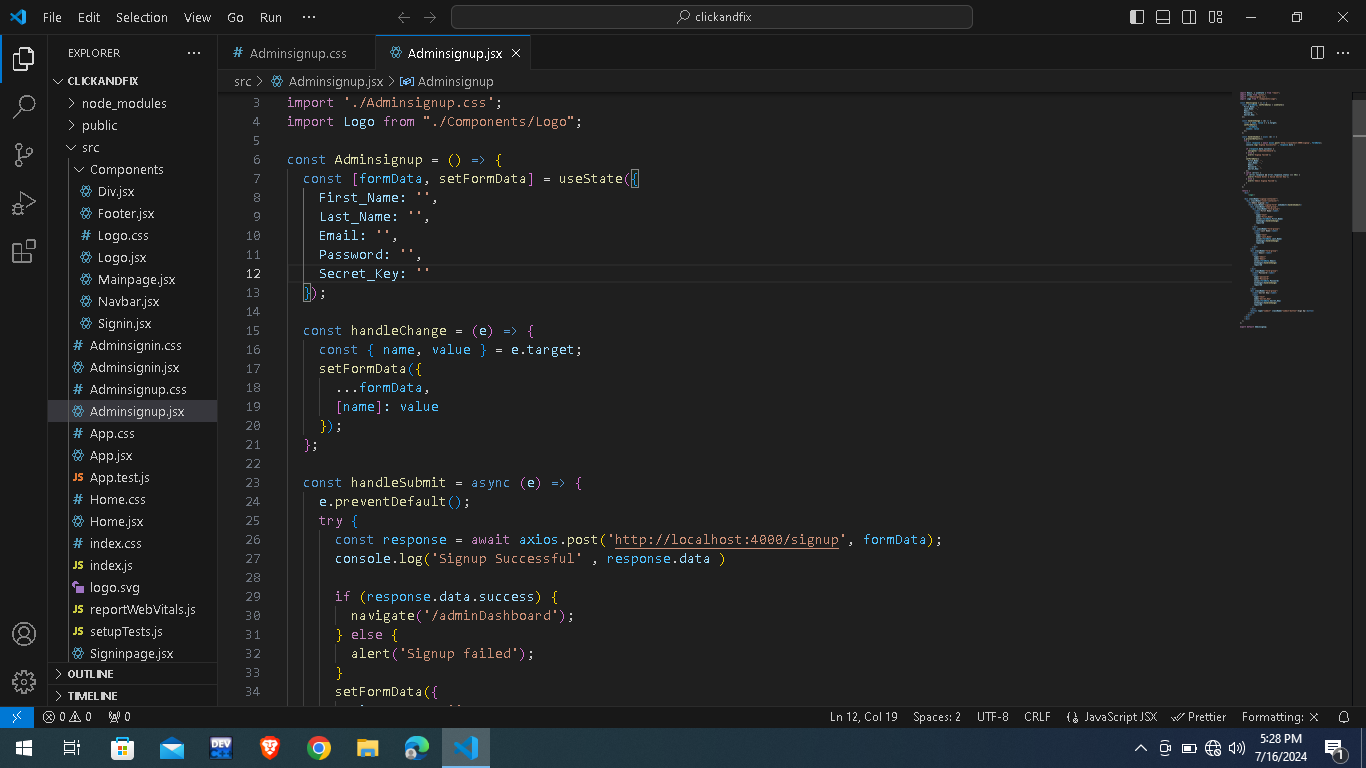 File Edit Selection View Go Run ··· clickandfix
EXPLORER ···
CLICKANDFIX
node_modules
public
src
Components
Div.jsx
Footer.jsx
Logo.css
Logo.jsx
Mainpage.jsx
Navbar.jsx
Signin.jsx
Adminsignin.css
Adminsignin.jsx
Adminsignup.css
Adminsignup.jsx
App.css
App.jsx
App.test.js
Home.css
Home.jsx
index.css
index.js
logo.svg
reportWebVitals.js
setupTests.js
Signinpage.jsx
OUTLINE
TIMELINE
Adminsignup.css Adminsignup.jsx
src > Adminsignup.jsx > Adminsignup
3 import './Adminsignup.css';
4 import Logo from "./Components/Logo";
5
6 const Adminsignup = () => {
7 const [formData, setFormData] = useState({
8 First_Name: '',
9 Last_Name: '',
10 Email: '',
11 Password: '',
12 Secret_Key: ''
13 });
14
15 const handleChange = (e) => {
16 const { name, value } = e.target;
17 setFormData({
18 ...formData,
19 [name]: value
20 });
21 };
22
23 const handleSubmit = async (e) => {
24 e.preventDefault();
25 try {
26 const response = await axios.post('http://localhost:4000/signup', formData);
27 console.log('Signup Successful' , response.data )
28
29 if (response.data.success) {
30 navigate('/adminDashboard');
31 } else {
32 alert('Signup failed');
33 }
34 setFormData({
0 0 0 Ln 12, Col 19 Spaces: 2 UTF-8 CRLF JavaScript JSX Prettier Formatting: ×
DEV
5:28 PM
7/16/2024
1